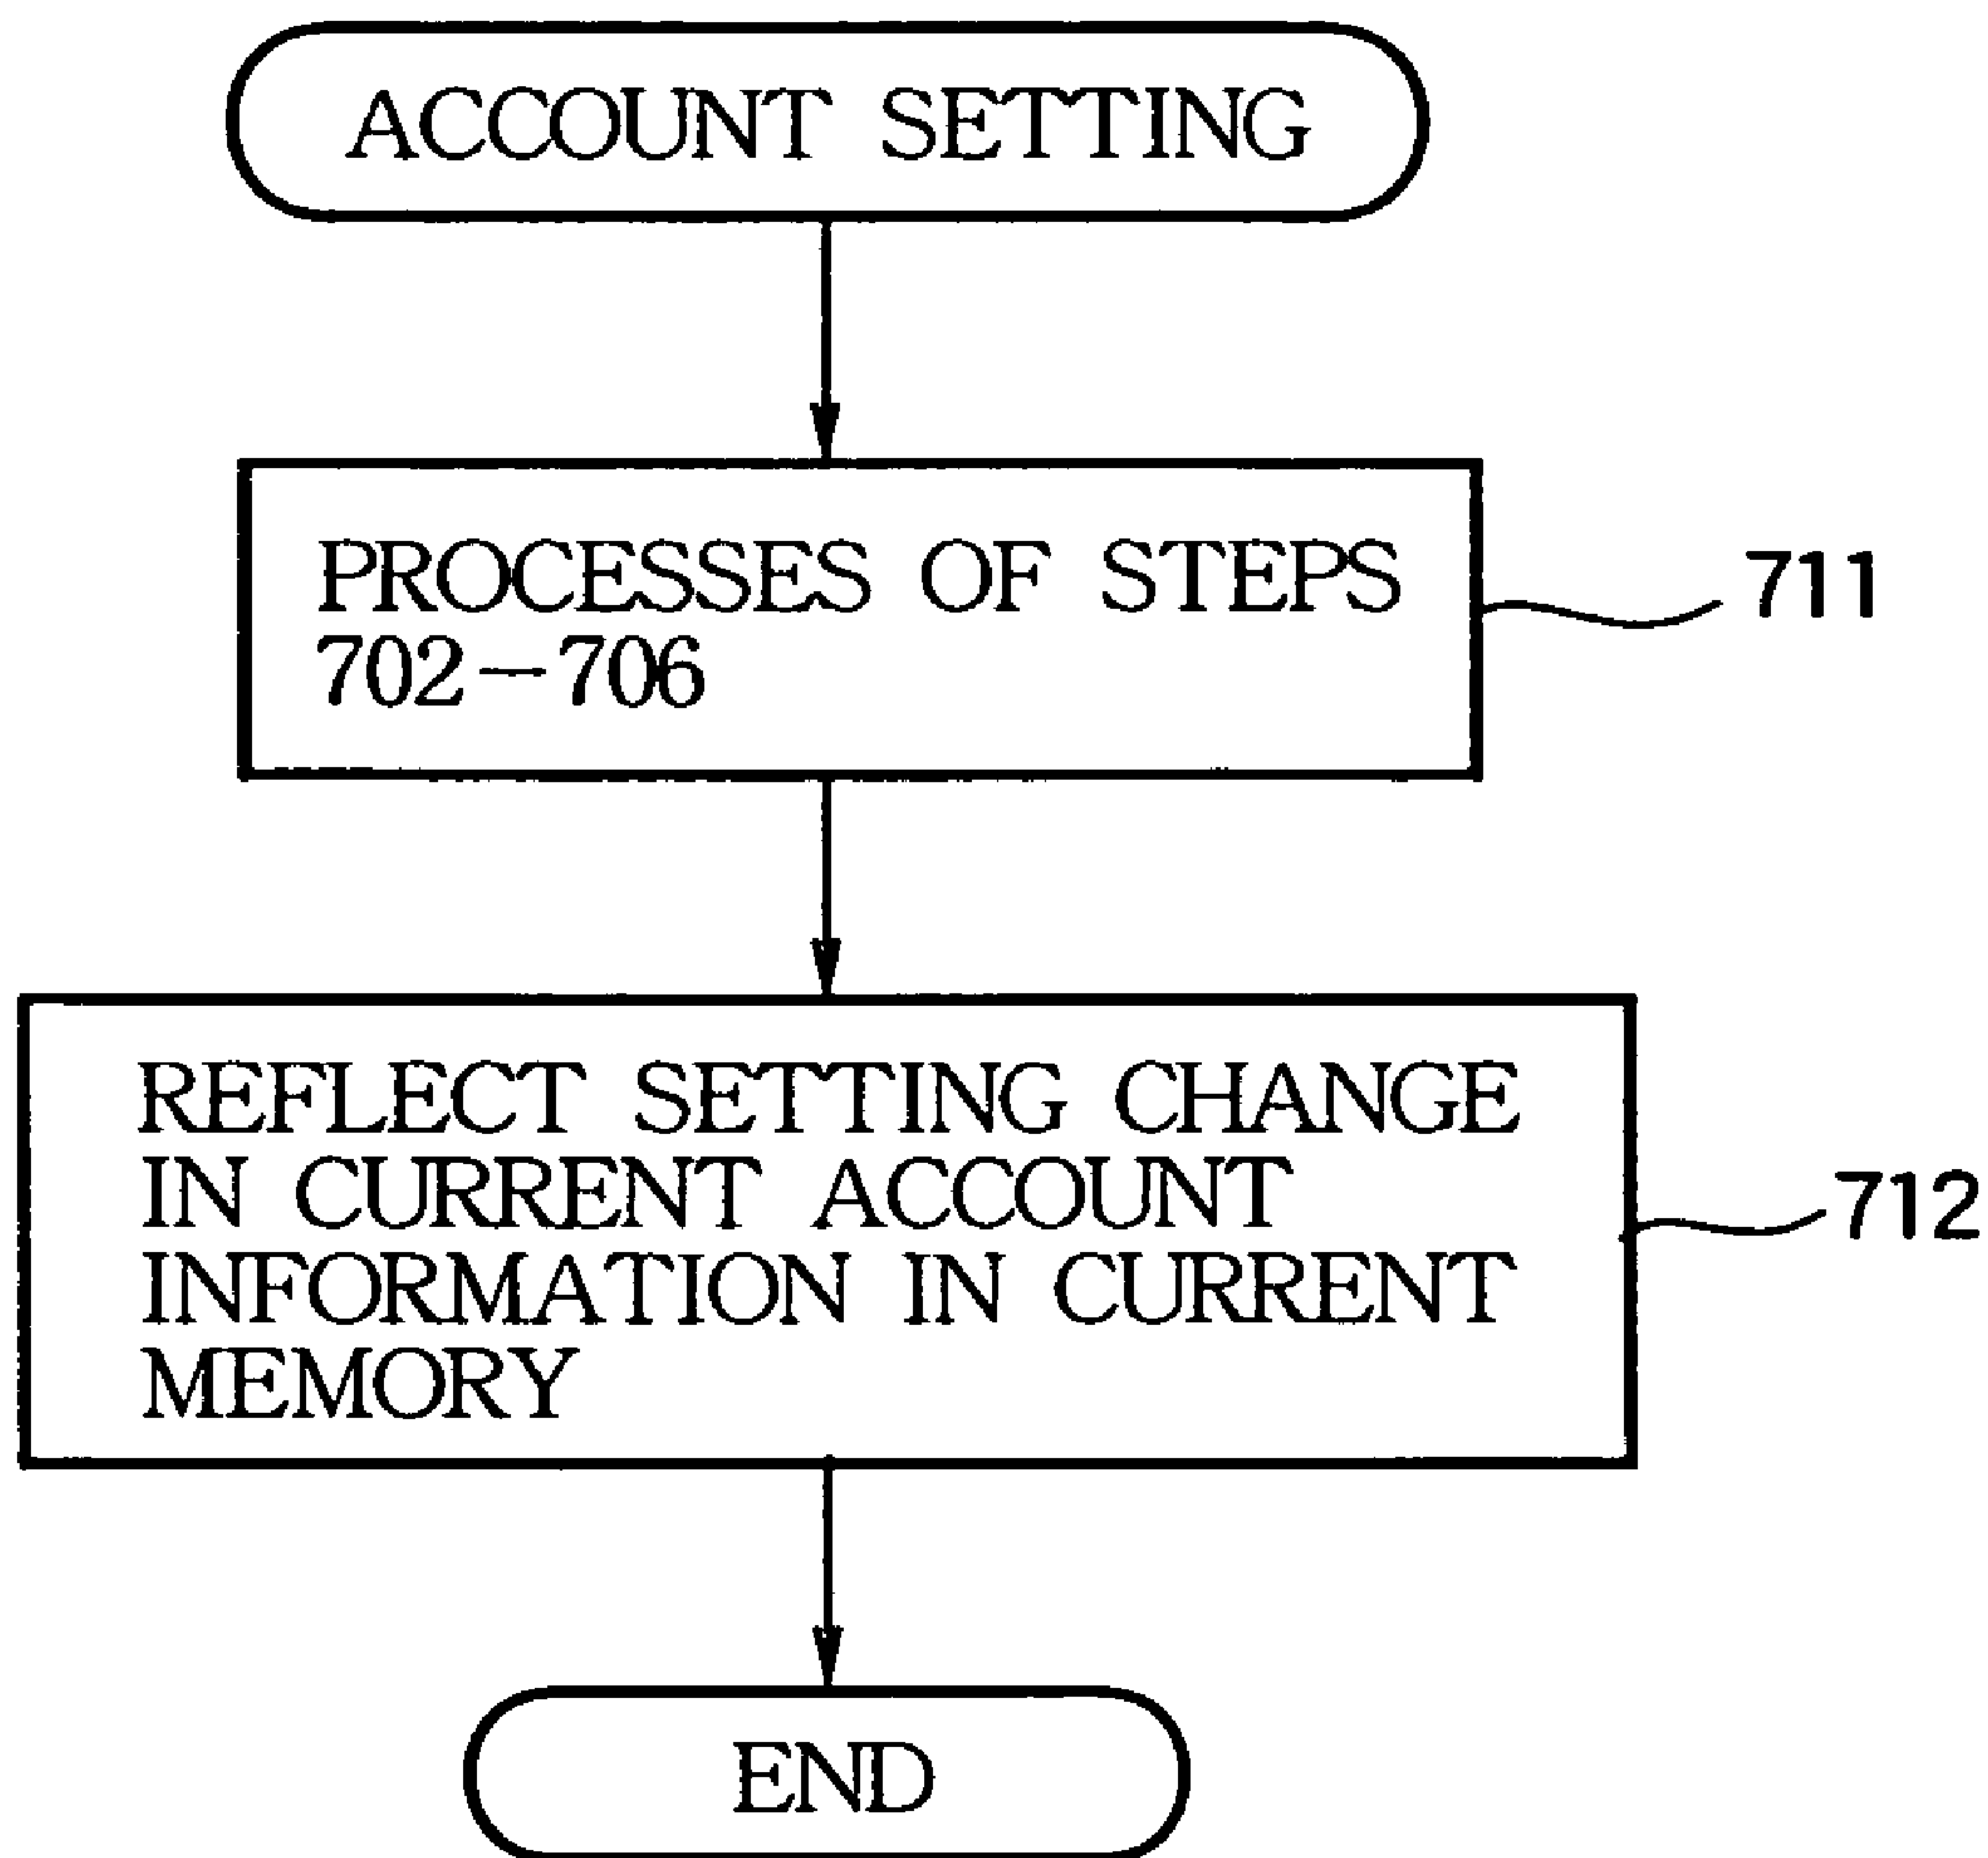 ACCOUNT SETTING
PROCESSES OF STEPS
702—706
711
REFLECT SETTING CHANGE
IN CURRENT ACCOUNT
INFORMATION IN CURRENT
MEMORY
712
END